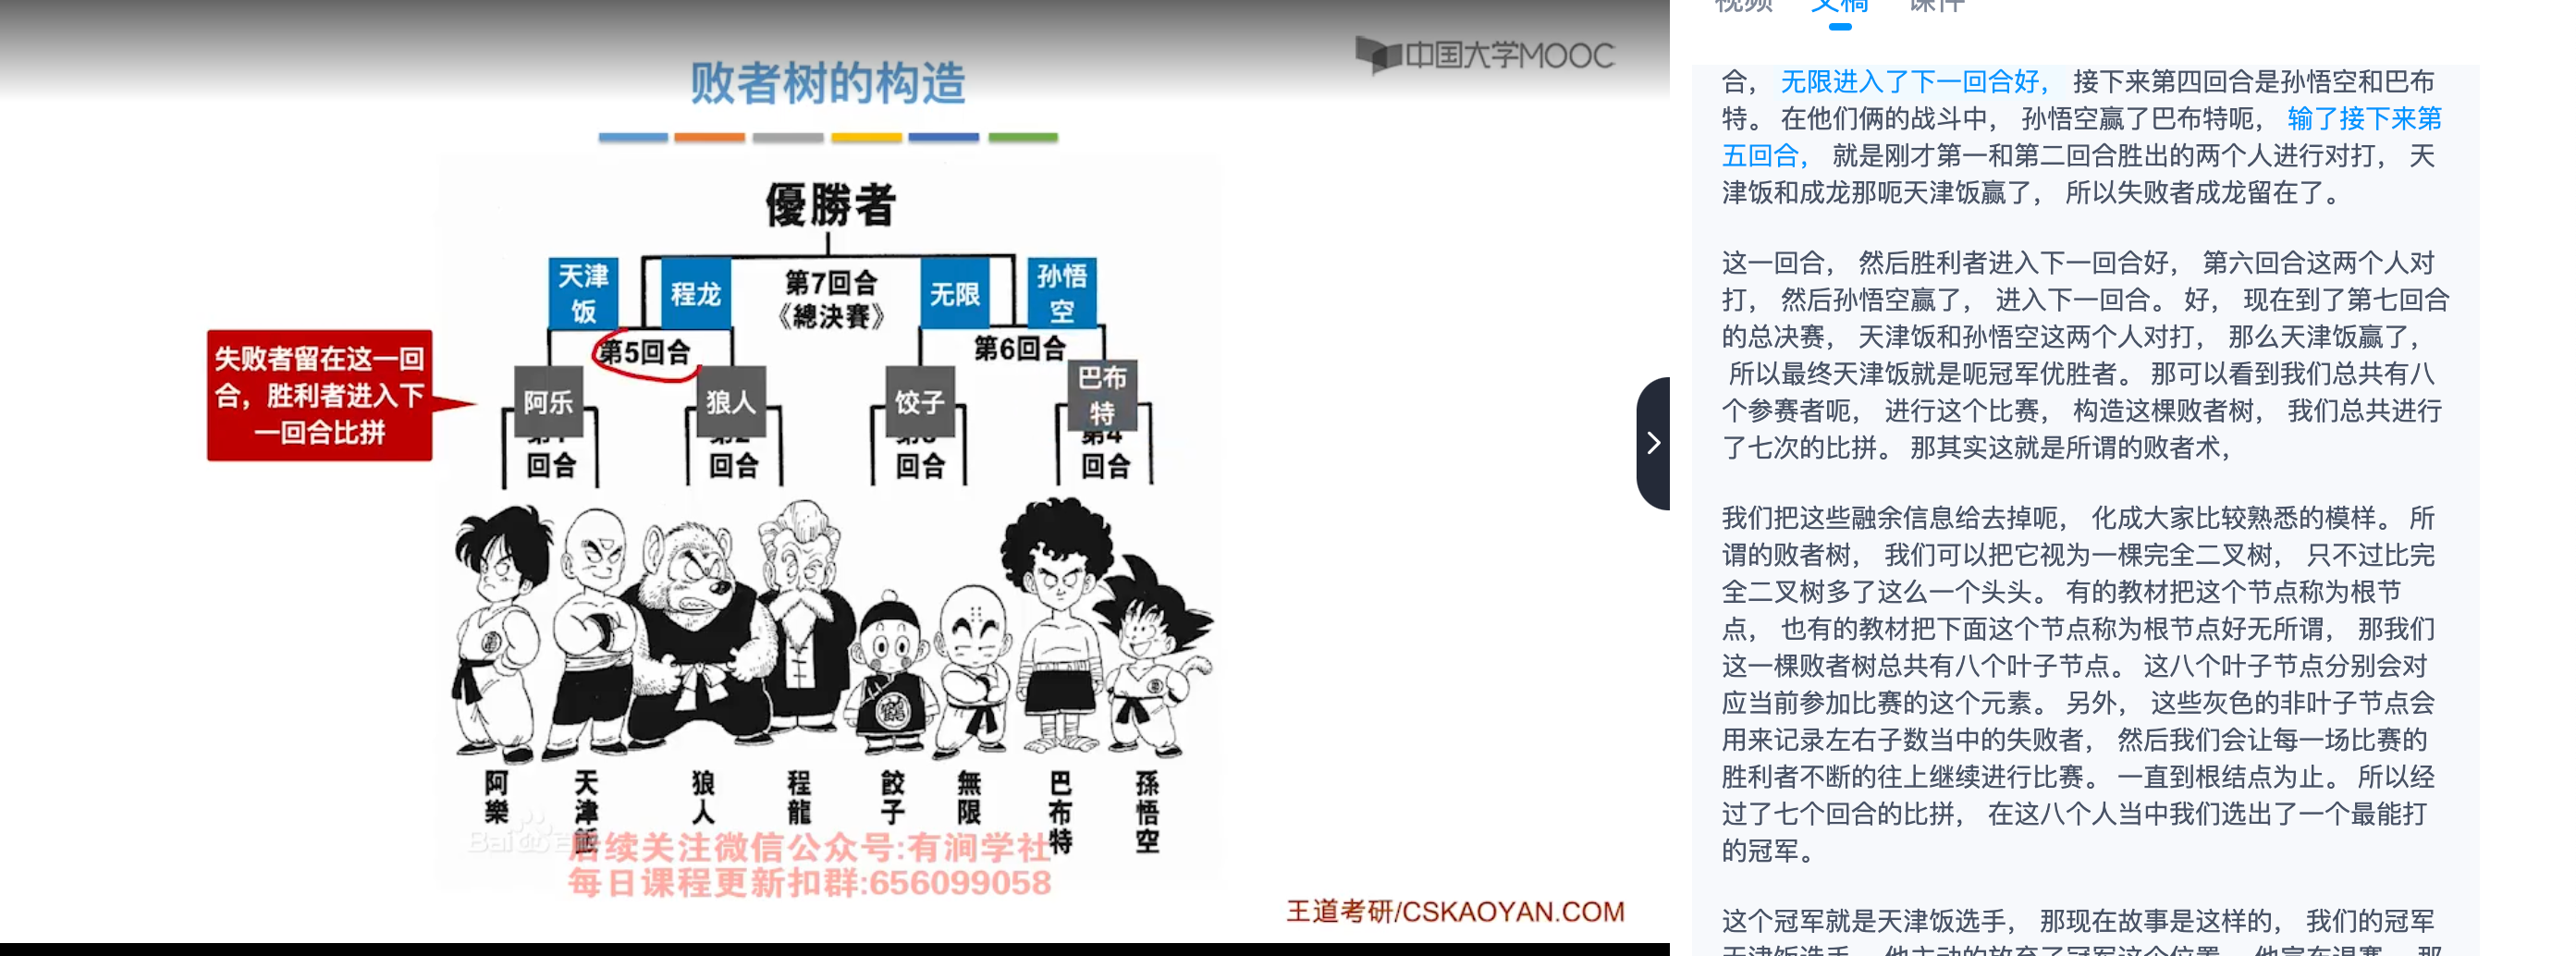 败者树的构造
中国大学MOOC
優勝者
天津
饭
程龙
第7回合
《總決賽》
无限
孙悟
空
第5回合
第6回合
失败者留在这一回
合，胜利者进入下
一回合比拼
阿乐
狼人
饺子
巴布
特
回合
回合
回合
第4
回合
鶴
阿樂
天津
狼人
程龍
餃子
無限
巴布特
孫悟空
后续关注微信公众号:有涧学社
每日课程更新扣群:656099058
王道考研/CSKAOYAN.COM
视频 文稿 课件
合， 无限进入了下一回合好， 接下来第四回合是孙悟空和巴布
特。 在他们俩的战斗中， 孙悟空赢了巴布特呃， 输了接下来第
五回合， 就是刚才第一和第二回合胜出的两个人进行对打， 天
津饭和成龙那呃天津饭赢了， 所以失败者成龙留在了。
这一回合， 然后胜利者进入下一回合好， 第六回合这两个人对
打， 然后孙悟空赢了， 进入下一回合。 好， 现在到了第七回合
的总决赛， 天津饭和孙悟空这两个人对打， 那么天津饭赢了，
所以最终天津饭就是呃冠军优胜者。 那可以看到我们总共有八
个参赛者呃， 进行这个比赛， 构造这棵败者树， 我们总共进行
了七次的比拼。 那其实这就是所谓的败者术，
我们把这些融余信息给去掉呃， 化成大家比较熟悉的模样。 所
谓的败者树， 我们可以把它视为一棵完全二叉树， 只不过比完
全二叉树多了这么一个头头。 有的教材把这个节点称为根节
点， 也有的教材把下面这个节点称为根节点好无所谓， 那我们
这一棵败者树总共有八个叶子节点。 这八个叶子节点分别会对
应当前参加比赛的这个元素。 另外， 这些灰色的非叶子节点会
用来记录左右子数当中的失败者， 然后我们会让每一场比赛的
胜利者不断的往上继续进行比赛。 一直到根结点为止。 所以经
过了七个回合的比拼， 在这八个人当中我们选出了一个最能打
的冠军。
这个冠军就是天津饭选手， 那现在故事是这样的， 我们的冠军